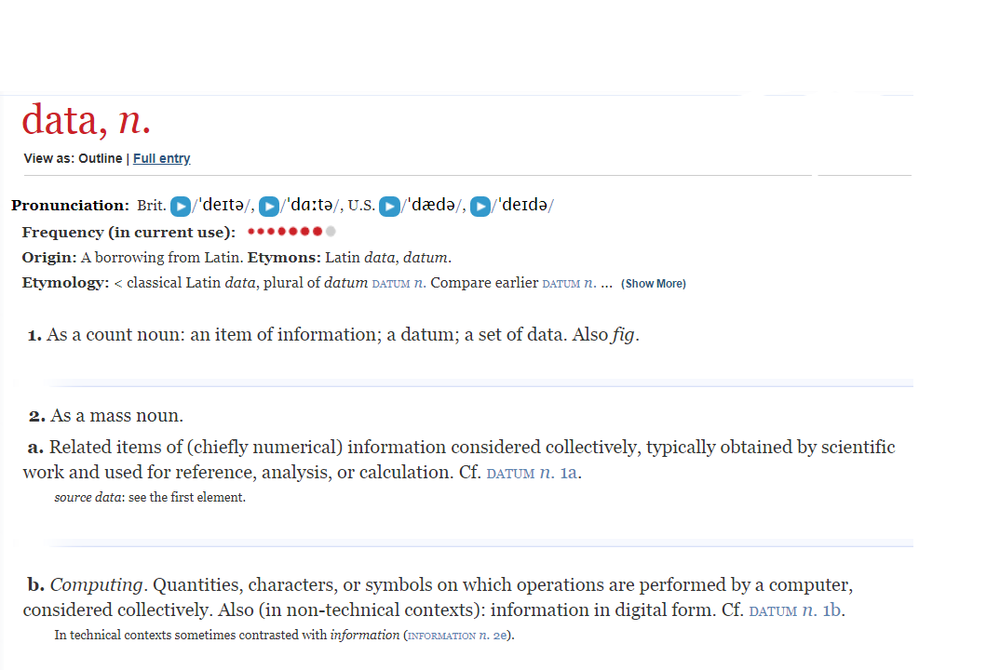 data, n.
View as: Outline | Full entry
Pronunciation: Brit. /ˈdeɪtə/, /ˈdɑːtə/, U.S. /ˈdædə/, /ˈdeɪdə/
Frequency (in current use):
Origin: A borrowing from Latin. Etymons: Latin data, datum.
Etymology: < classical Latin data, plural of datum DATUM n. Compare earlier DATUM n. ... (Show More)
1. As a count noun: an item of information; a datum; a set of data. Also fig.
2. As a mass noun.
a. Related items of (chiefly numerical) information considered collectively, typically obtained by scientific
work and used for reference, analysis, or calculation. Cf. DATUM n. 1a.
source data: see the first element.
b. Computing. Quantities, characters, or symbols on which operations are performed by a computer,
considered collectively. Also (in non-technical contexts): information in digital form. Cf. DATUM n. 1b.
In technical contexts sometimes contrasted with information (INFORMATION n. 2e).